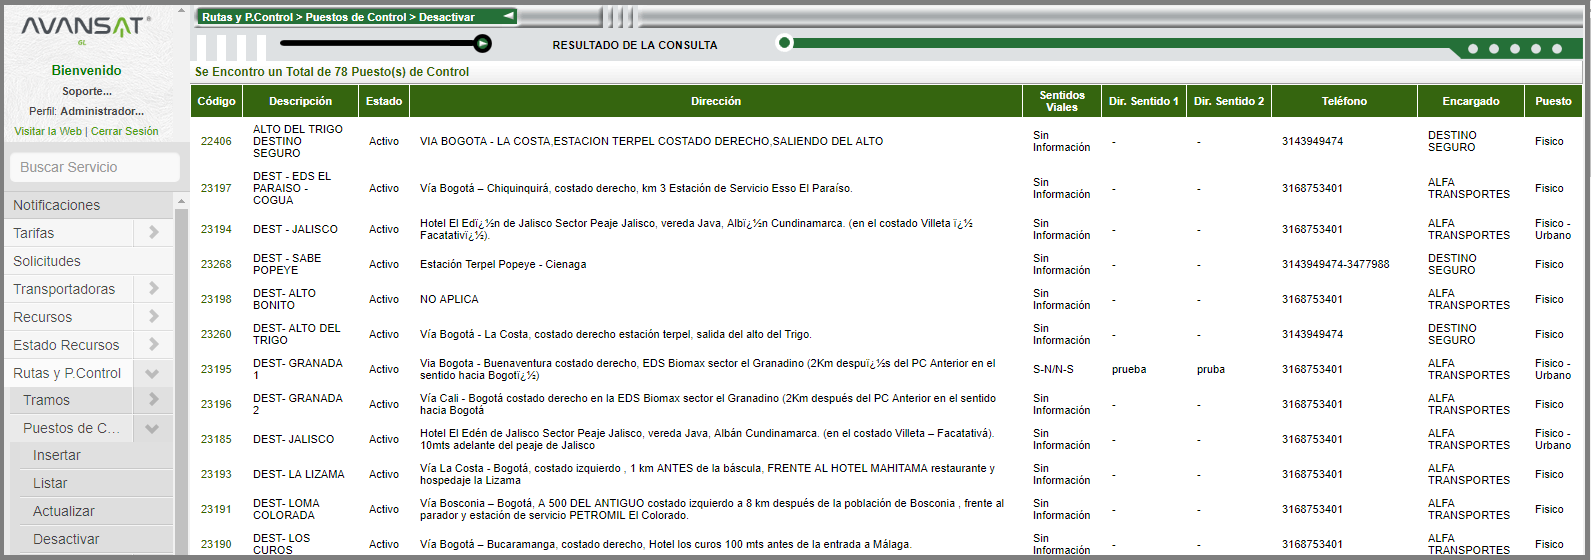 AVANSAT
GL
Bienvenido
Soporte...
Perfil: Administrador...
Visitar la Web | Cerrar Sesión
Buscar Servicio
Notificaciones
Tarifas
Solicitudes
Transportadoras
Recursos
Estado Recursos
Rutas y P.Control
Tramos
Puestos de C...
Insertar
Listar
Actualizar
Desactivar
Rutas y P.Control > Puestos de Control > Desactivar
RESULTADO DE LA CONSULTA
Se Encontro un Total de 78 Puesto(s) de Control
Código Descripción Estado Dirección Sentidos Viales Dir. Sentido 1 Dir. Sentido 2 Teléfono Encargado Puesto
22406 ALTO DEL TRIGO DESTINO SEGURO Activo VIA BOGOTA - LA COSTA,ESTACION TERPEL COSTADO DERECHO,SALIENDO DEL ALTO Sin Información - - 3143949474 DESTINO SEGURO Fisico
23197 DEST - EDS EL PARAISO - COGUA Activo Vía Bogotá – Chiquinquirá, costado derecho, km 3 Estación de Servicio Esso El Paraíso. Sin Información - - 3168753401 ALFA TRANSPORTES Fisico
23194 DEST - JALISCO Activo Hotel El Edï¿½n de Jalisco Sector Peaje Jalisco, vereda Java, Albï¿½n Cundinamarca. (en el costado Villeta ï¿½ Facatativï¿½). Sin Información - - 3168753401 ALFA TRANSPORTES Fisico - Urbano
23268 DEST - SABE POPEYE Activo Estación Terpel Popeye - Cienaga Sin Información - - 3143949474-3477988 DESTINO SEGURO Fisico
23198 DEST- ALTO BONITO Activo NO APLICA Sin Información - - 3168753401 ALFA TRANSPORTES Fisico
23260 DEST- ALTO DEL TRIGO Activo Vía Bogotá - La Costa, costado derecho estación terpel, salida del alto del Trigo. Sin Información - - 3143949474 DESTINO SEGURO Fisico
23195 DEST- GRANADA 1 Activo Via Bogota - Buenaventura costado derecho, EDS Biomax sector el Granadino (2Km despuï¿½s del PC Anterior en el sentido hacia Bogotï¿½) S-N/N-S prueba pruba 3168753401 ALFA TRANSPORTES Fisico - Urbano
23196 DEST- GRANADA 2 Activo Vía Cali - Bogotá costado derecho en la EDS Biomax sector el Granadino (2Km después del PC Anterior en el sentido hacia Bogotá Sin Información - - 3168753401 ALFA TRANSPORTES Fisico
23185 DEST- JALISCO Activo Hotel El Edén de Jalisco Sector Peaje Jalisco, vereda Java, Albán Cundinamarca. (en el costado Villeta – Facatativá). 10mts adelante del peaje de Jalisco Sin Información - - 3168753401 ALFA TRANSPORTES Fisico - Urbano
23193 DEST- LA LIZAMA Activo Vía La Costa - Bogotá, costado izquierdo , 1 km ANTES de la báscula, FRENTE AL HOTEL MAHITAMA restaurante y hospedaje la Lizama Sin Información - - 3168753401 ALFA TRANSPORTES Fisico
23191 DEST- LOMA COLORADA Activo Vía Bosconia – Bogotá, A 500 DEL ANTIGUO costado izquierdo a 8 km después de la población de Bosconia , frente al parador y estación de servicio PETROMIL El Colorado. Sin Información - - 3168753401 ALFA TRANSPORTES Fisico
23190 DEST- LOS CUROS Activo Vía Bogotá – Bucaramanga, costado derecho, Hotel los curos 100 mts antes de la entrada a Málaga. Sin Información - - 3168753401 ALFA TRANSPORTES Fisico